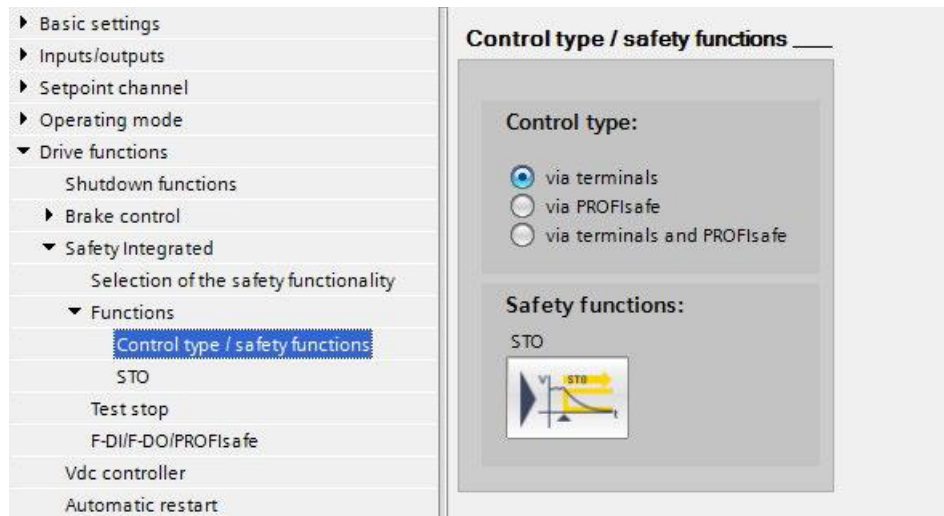 Basic settings
Inputs/outputs
Setpoint channel
Operating mode
Drive functions
Shutdown functions
Brake control
Safety Integrated
Selection of the safety functionality
Functions
Control type / safety functions
STO
Test stop
F-DI/F-DO/PROFIsafe
Vdc controller
Automatic restart
Control type / safety functions
Control type:
via terminals
via PROFIsafe
via terminals and PROFIsafe
Safety functions:
STO
V STO
t